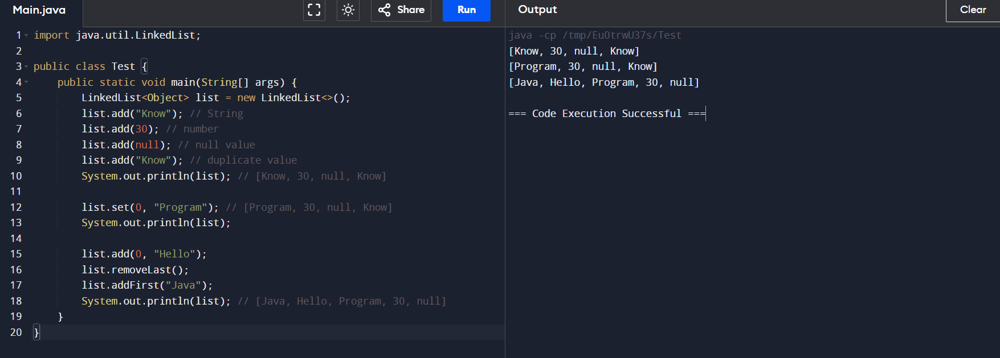 Main.java
Share
Run
Output
Clear
1 import java.util.LinkedList;
2
3 public class Test {
4     public static void main(String[] args) {
5         LinkedList<Object> list = new LinkedList<>();
6         list.add("Know"); // String
7         list.add(30); // number
8         list.add(null); // null value
9         list.add("Know"); // duplicate value
10         System.out.println(list); // [Know, 30, null, Know]
11
12         list.set(0, "Program"); // [Program, 30, null, Know]
13         System.out.println(list);
14
15         list.add(0, "Hello");
16         list.removeLast();
17         list.addFirst("Java");
18         System.out.println(list); // [Java, Hello, Program, 30, null]
19     }
20 }
java -cp /tmp/Eu0trwU37s/Test
[Know, 30, null, Know]
[Program, 30, null, Know]
[Java, Hello, Program, 30, null]
=== Code Execution Successful ===